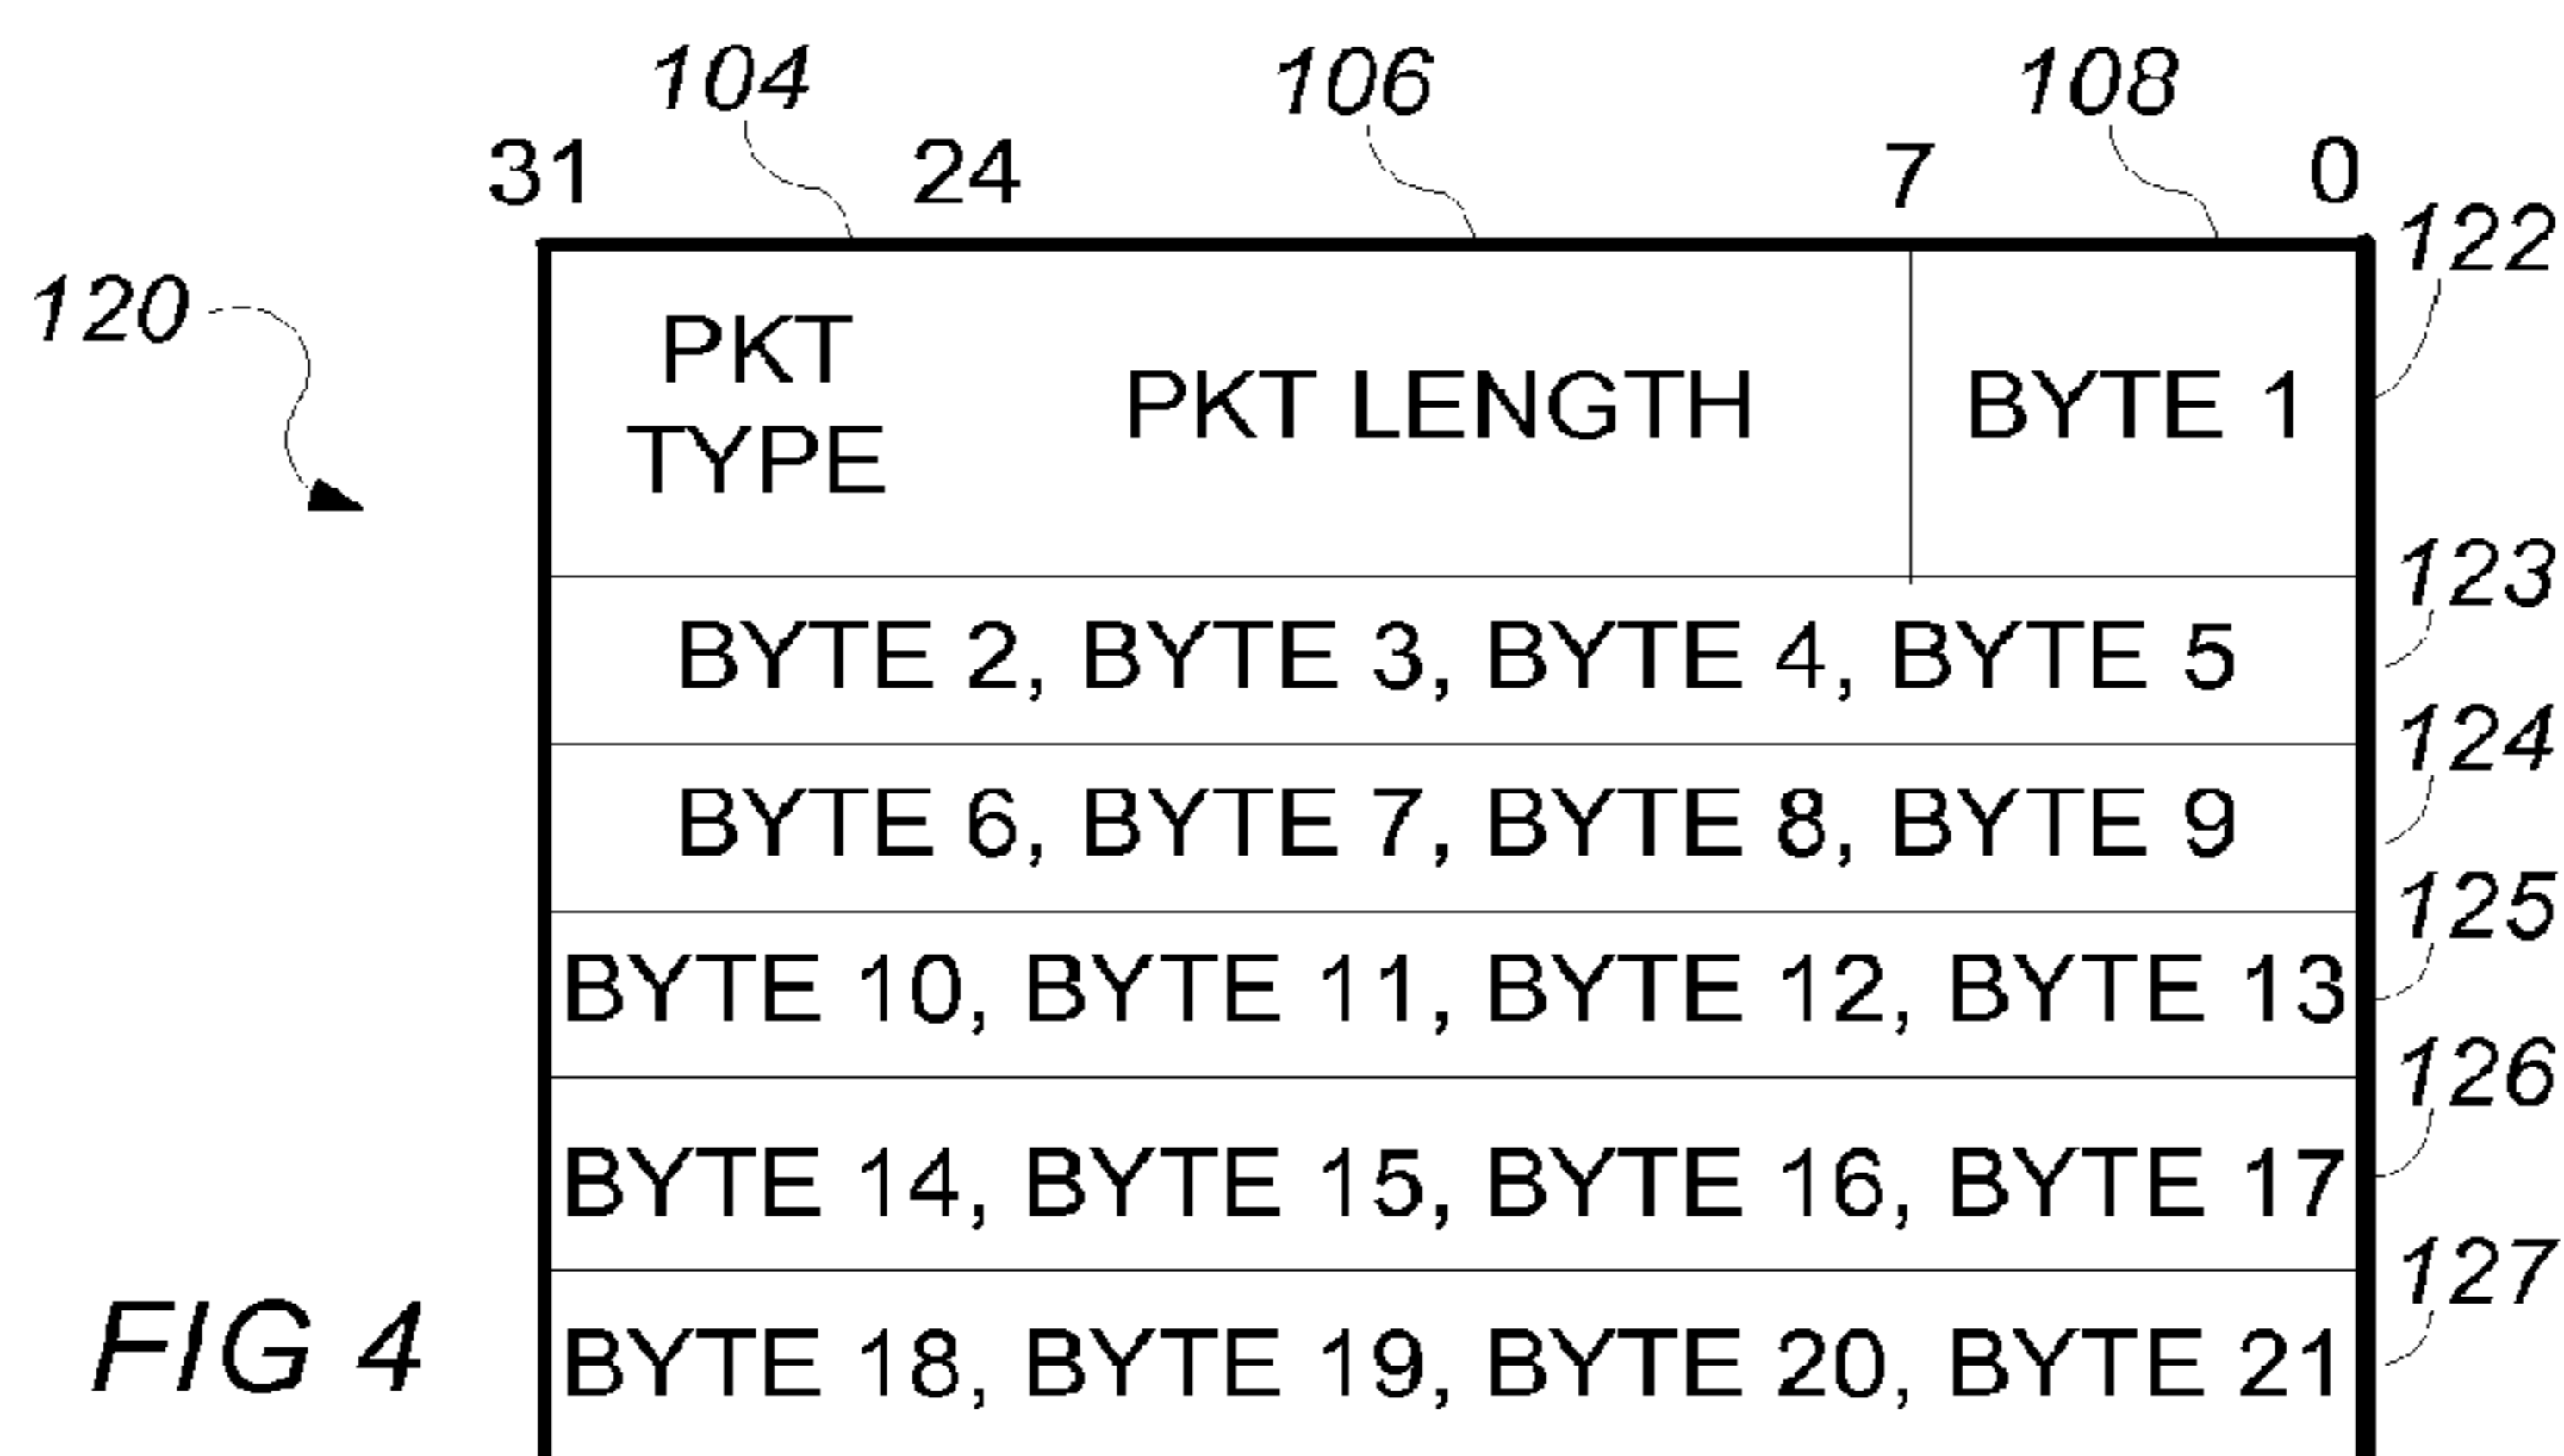 104 106 108
31 24 7 0
122
120
PKT TYPE PKT LENGTH BYTE 1
123
BYTE 2, BYTE 3, BYTE 4, BYTE 5
124
BYTE 6, BYTE 7, BYTE 8, BYTE 9
125
BYTE 10, BYTE 11, BYTE 12, BYTE 13
126
BYTE 14, BYTE 15, BYTE 16, BYTE 17
127
BYTE 18, BYTE 19, BYTE 20, BYTE 21
FIG 4